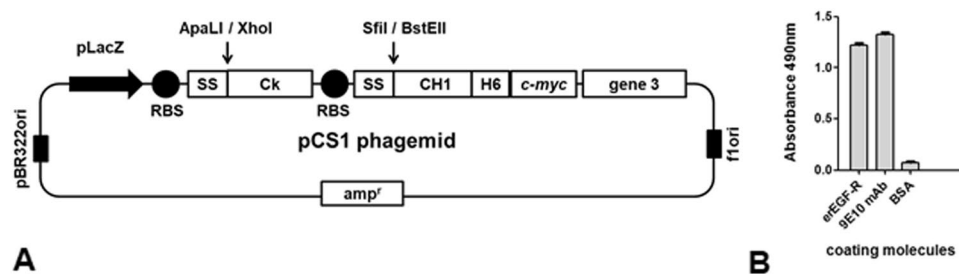 ApaLI / XhoI
SfiI / BstEII
pLacZ
SS
Ck
SS
CH1
H6
c-myc
gene 3
RBS
RBS
pBR322ori
pCS1 phagemid
f1ori
ampʳ
A
Absorbance 490nm
1.5
1.0
0.5
0.0
erEGF-R
9E10 mAb
BSA
coating molecules
B